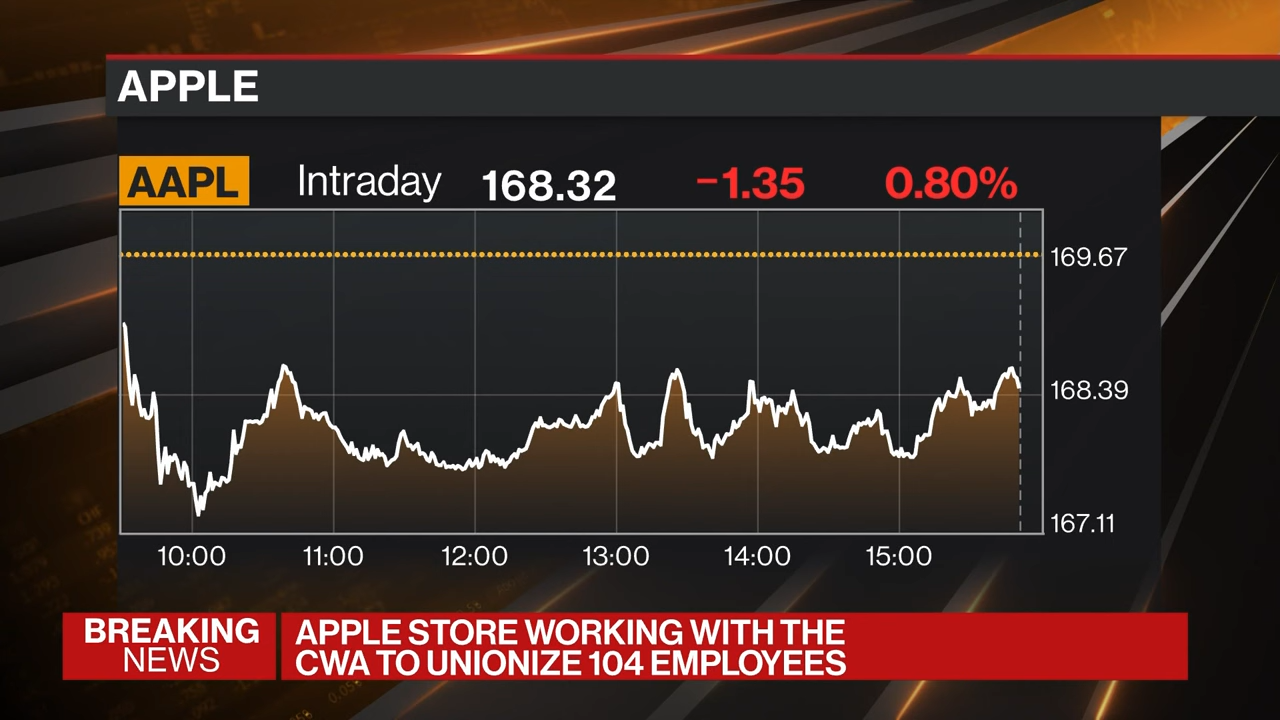 APPLE
AAPL Intraday 168.32 −1.35 0.80%
169.67
168.39
167.11
10:00 11:00 12:00 13:00 14:00 15:00
BREAKING
NEWS
APPLE STORE WORKING WITH THE
CWA TO UNIONIZE 104 EMPLOYEES